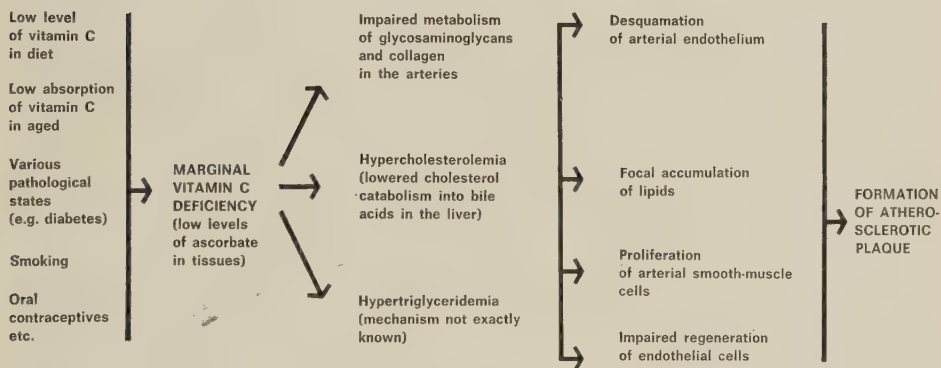 Low level
of vitamin C
in diet
Low absorption
of vitamin C
in aged
Various
pathological
states
(e.g. diabetes)
Smoking
Oral
contraceptives
etc.
MARGINAL
VITAMIN C
DEFICIENCY
(low levels
of ascorbate
in tissues)
Impaired metabolism
of glycosaminoglycans
and collagen
in the arteries
Hypercholesterolemia
(lowered cholesterol
catabolism into bile
acids in the liver)
Hypertriglyceridemia
(mechanism not exactly
known)
Desquamation
of arterial endothelium
Focal accumulation
of lipids
Proliferation
of arterial smooth-muscle
cells
Impaired regeneration
of endothelial cells
FORMATION
OF ATHERO-
SCLEROTIC
PLAQUE